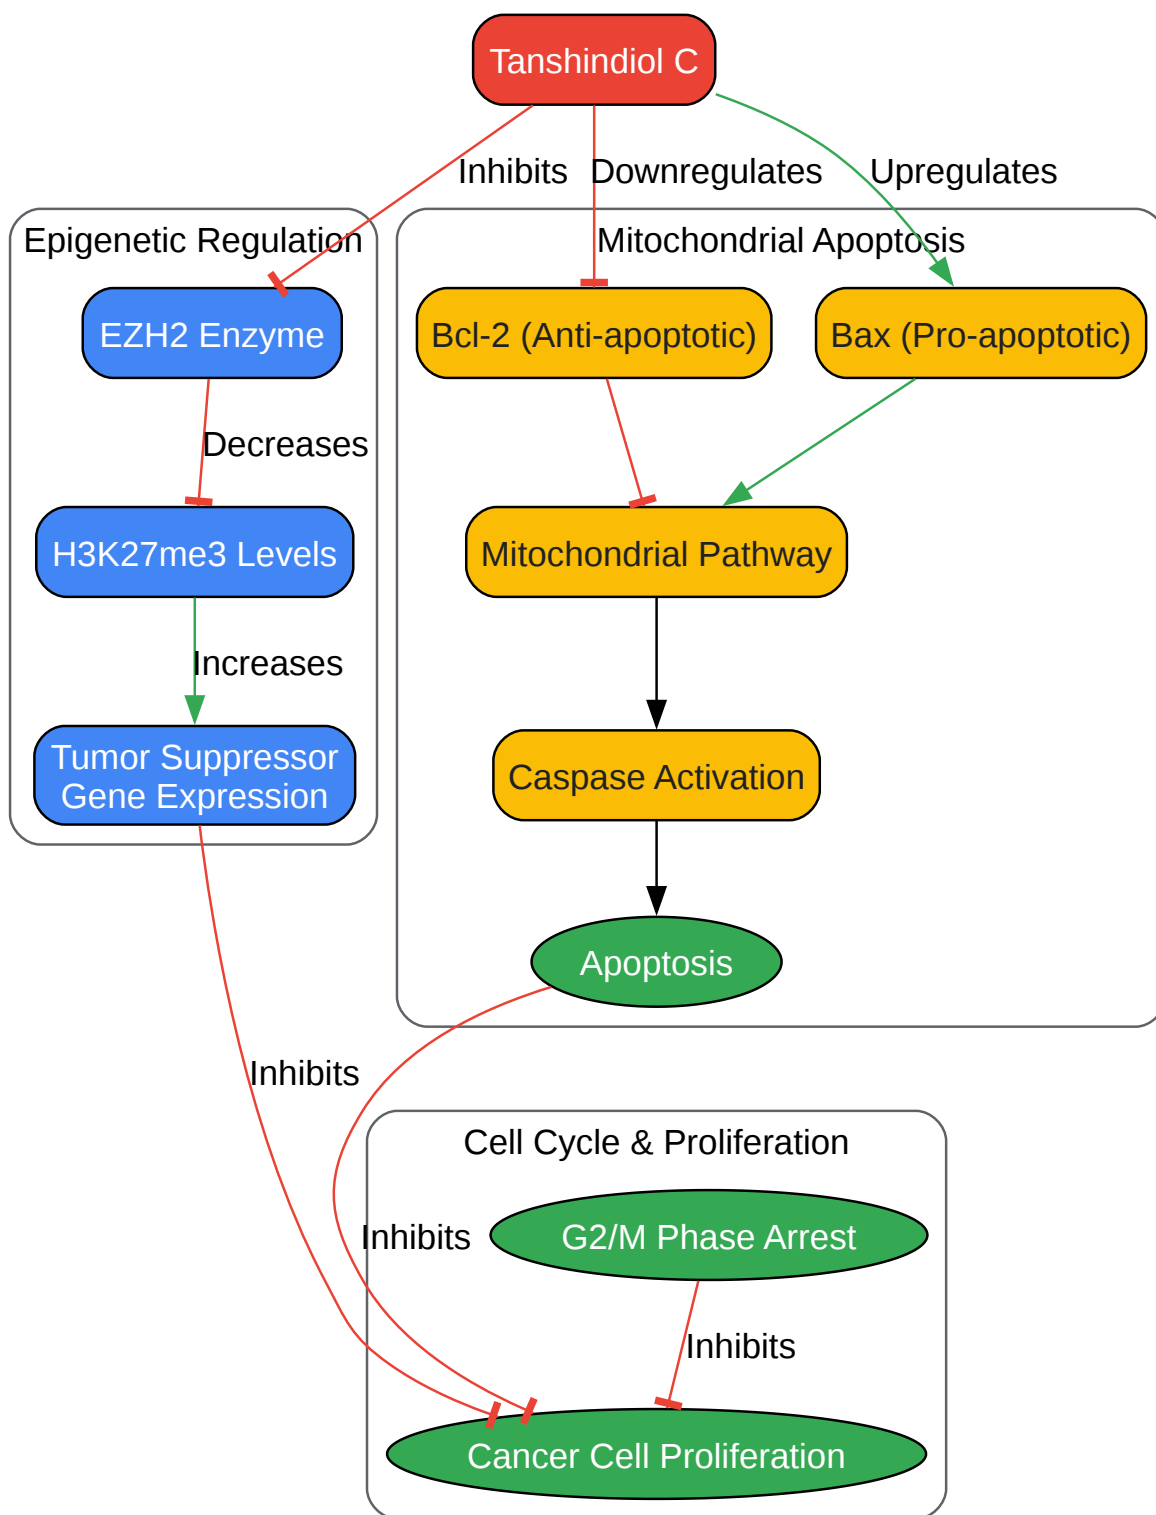 Tanshindiol C
Inhibits
Downregulates
Upregulates
Epigenetic Regulation
Mitochondrial Apoptosis
EZH2 Enzyme
Bcl-2 (Anti-apoptotic)
Bax (Pro-apoptotic)
Decreases
H3K27me3 Levels
Mitochondrial Pathway
Increases
Tumor Suppressor
Gene Expression
Caspase Activation
Apoptosis
Inhibits
Cell Cycle & Proliferation
Inhibits
G2/M Phase Arrest
Inhibits
Cancer Cell Proliferation